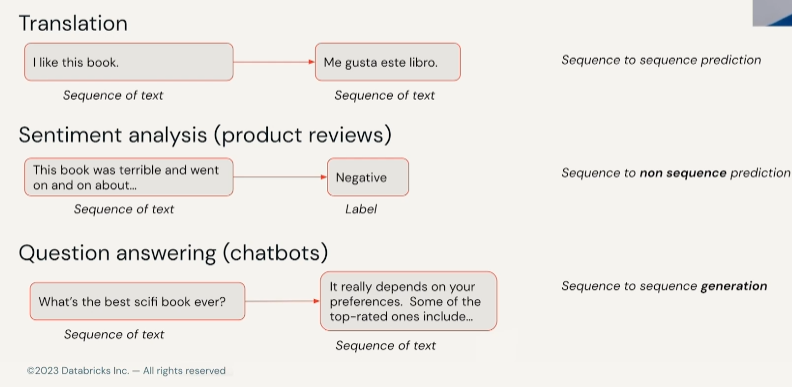 Translation
I like this book.
Me gusta este libro.
Sequence to sequence prediction
Sequence of text
Sequence of text
Sentiment analysis (product reviews)
This book was terrible and went
on and on about...
Negative
Sequence to non sequence prediction
Sequence of text
Label
Question answering (chatbots)
What's the best scifi book ever?
It really depends on your
preferences. Some of the
top-rated ones include...
Sequence to sequence generation
Sequence of text
Sequence of text
©2023 Databricks Inc. — All rights reserved